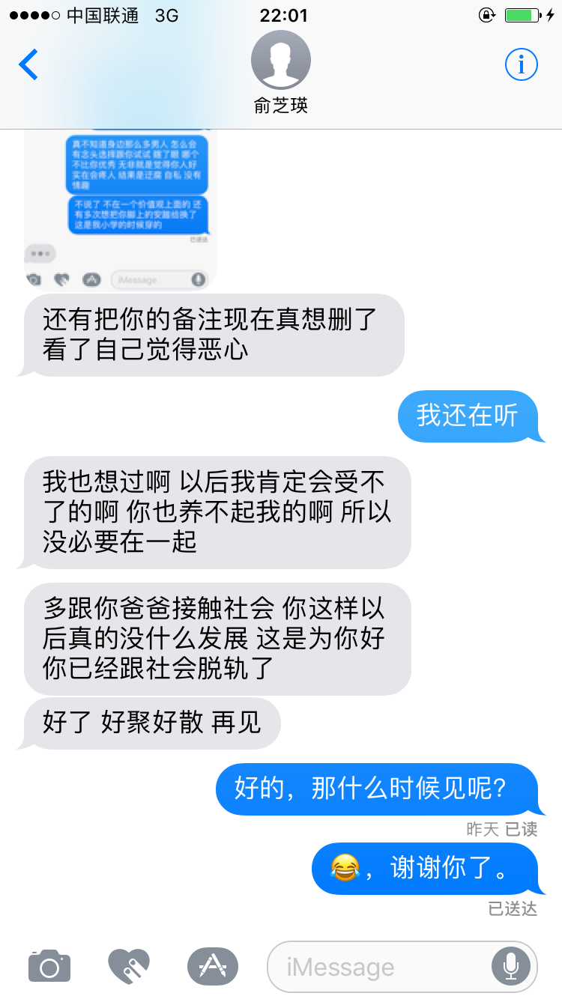 中国联通 3G 22:01
俞芝瑛
真不知道身边那么多男人 怎么会
有念头选择跟你试试 瞎了眼 哪个
不比你优秀 无非就是觉得你人好
实在会疼人 结果是迂腐 自私 没有
情趣
不说了 不在一个价值观上面的 还
有多次想把你脚上的安踏给换了
这是我小学的时候穿的
已送达
iMessage
还有把你的备注现在真想删了
看了自己觉得恶心
我还在听
我也想过啊 以后我肯定会受不
了的啊 你也养不起我的啊 所以
没必要在一起
多跟你爸爸接触社会 你这样以
后真的没什么发展 这是为你好
你已经跟社会脱轨了
好了 好聚好散 再见
好的，那什么时候见呢?
昨天 已读
😂，谢谢你了。
已送达
iMessage